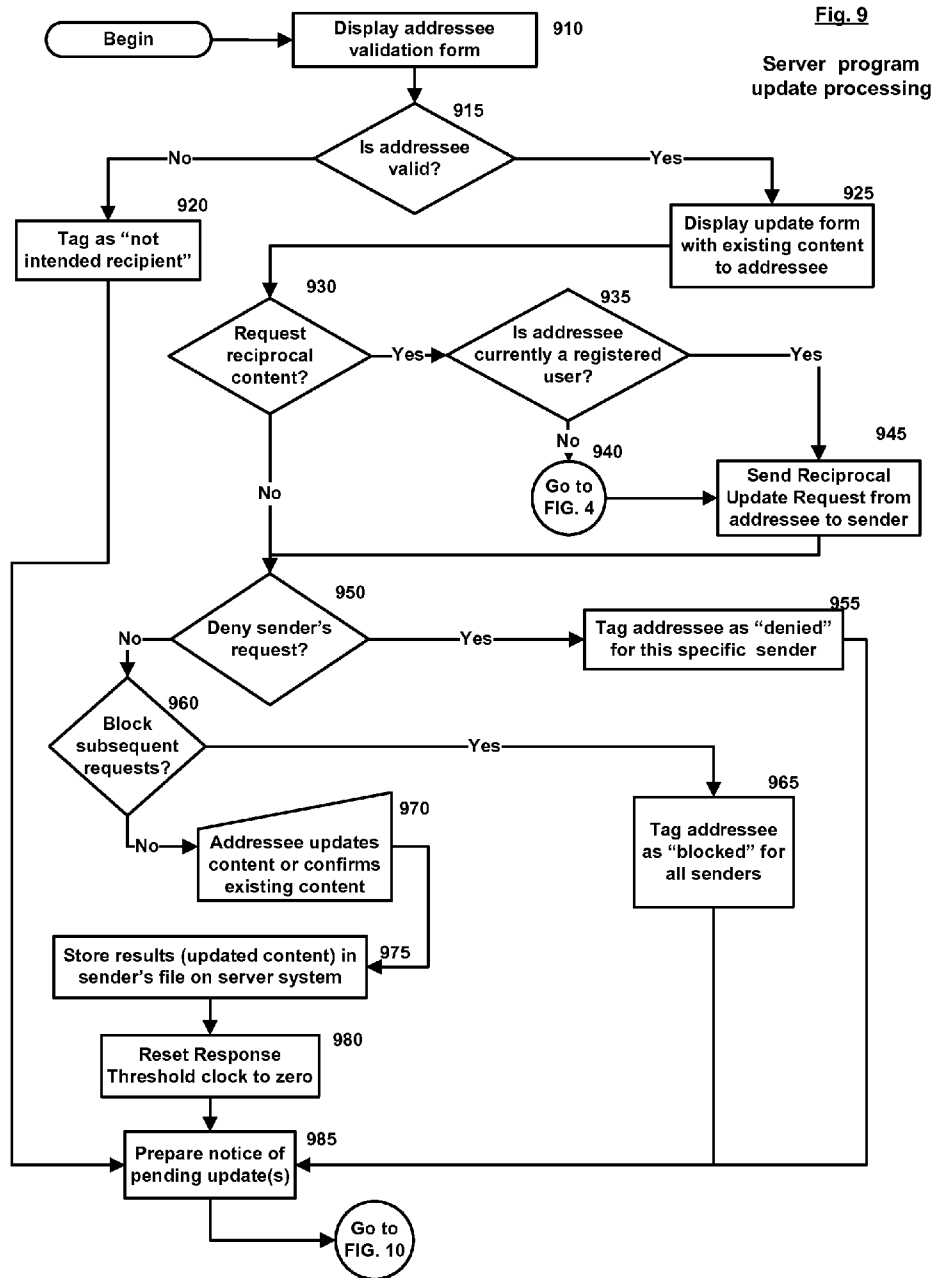 Fig. 9
Server program
update processing
Begin
Display addressee
validation form
910
915
Is addressee
valid?
No
Yes
920
Tag as “not
intended recipient”
925
Display update form
with existing content
to addressee
930
Request
reciprocal
content?
Yes
935
Is addressee
currently a registered
user?
Yes
No
940
Go to
FIG. 4
945
Send Reciprocal
Update Request from
addressee to sender
No
950
Deny sender's
request?
No
Yes
955
Tag addressee as “denied”
for this specific sender
960
Block
subsequent
requests?
Yes
965
Tag addressee
as “blocked” for
all senders
No
970
Addressee updates
content or confirms
existing content
975
Store results (updated content) in
sender's file on server system
980
Reset Response
Threshold clock to zero
985
Prepare notice of
pending update(s)
Go to
FIG. 10